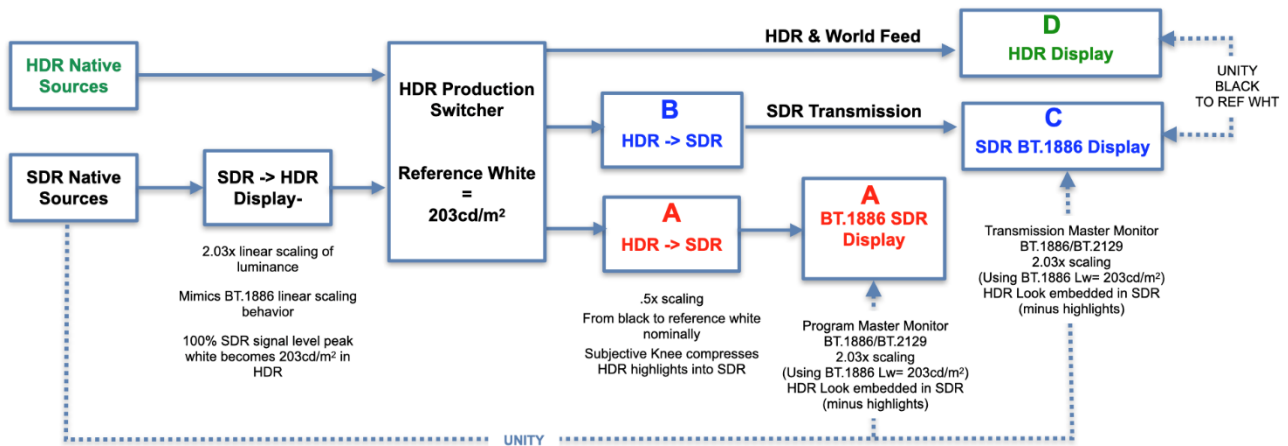 HDR Native
Sources
SDR Native
Sources
SDR -> HDR
Display-
2.03x linear scaling of
luminance
Mimics BT.1886 linear scaling
behavior
100% SDR signal level peak
white becomes 203cd/m² in
HDR
HDR Production
Switcher
Reference White
=
203cd/m²
HDR & World Feed
D
HDR Display
B
HDR -> SDR
SDR Transmission
C
SDR BT.1886 Display
UNITY
BLACK
TO REF WHT
A
HDR -> SDR
.5x scaling
From black to reference white
nominally
Subjective Knee compresses
HDR highlights into SDR
A
BT.1886 SDR
Display
Program Master Monitor
BT.1886/BT.2129
2.03x scaling
(Using BT.1886 Lw= 203cd/m²)
HDR Look embedded in SDR
(minus highlights)
Transmission Master Monitor
BT.1886/BT.2129
2.03x scaling
(Using BT.1886 Lw= 203cd/m²)
HDR Look embedded in SDR
(minus highlights)
UNITY